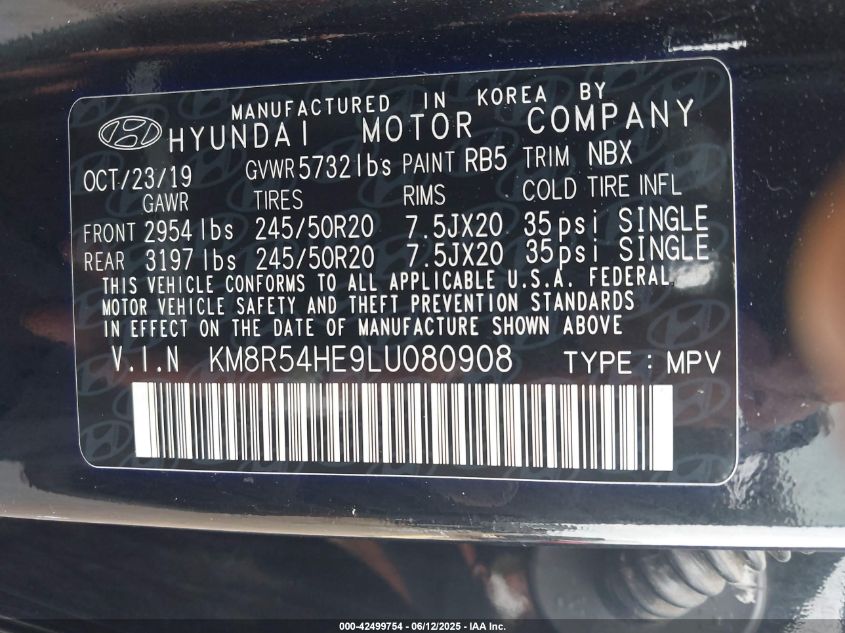 MANUFACTURED IN KOREA BY
HYUNDAI MOTOR COMPANY
OCT/23/19 GVWR 5732 lbs PAINT RB5 TRIM NBX
GAWR TIRES RIMS COLD TIRE INFL
FRONT 2954 lbs 245/50R20 7.5JX20 35psi SINGLE
REAR 3197 lbs 245/50R20 7.5JX20 35psi SINGLE
THIS VEHICLE CONFORMS TO ALL APPLICABLE U.S.A. FEDERAL
MOTOR VEHICLE SAFETY AND THEFT PREVENTION STANDARDS
IN EFFECT ON THE DATE OF MANUFACTURE SHOWN ABOVE
V.I.N KM8R54HE9LU080908 TYPE : MPV
000-42499754 - 06/12/2025 - IAA Inc.